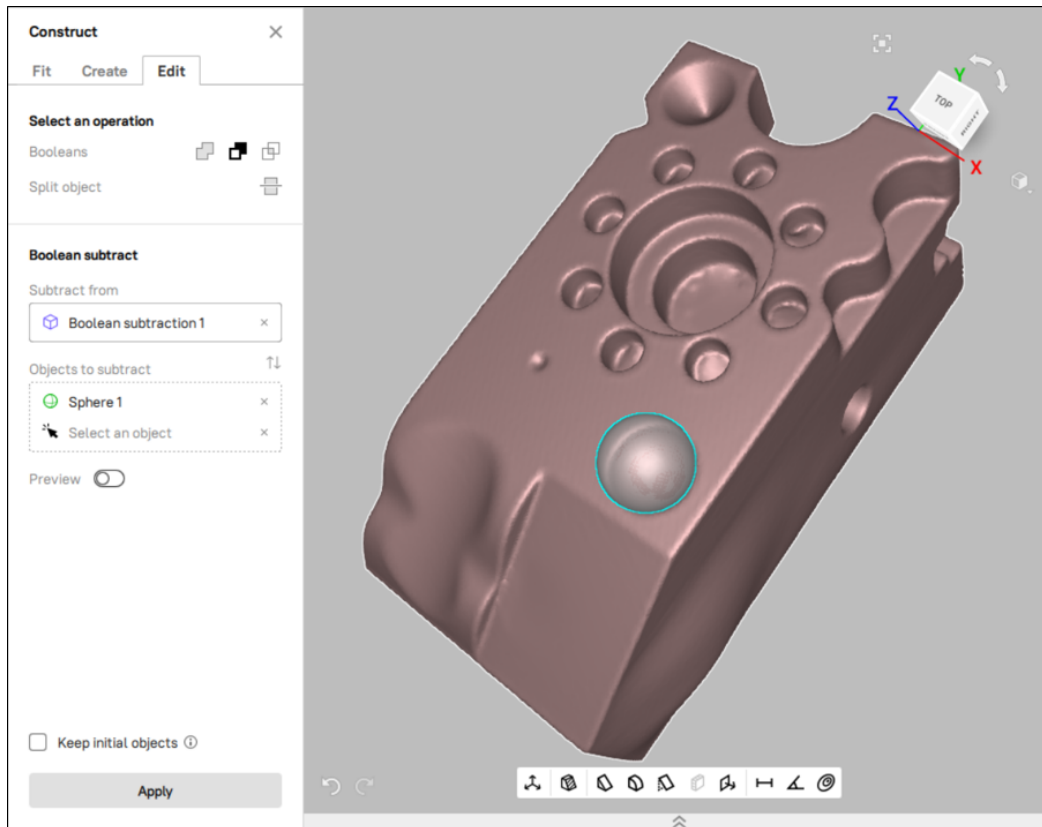 Construct
Fit Create Edit
Select an operation
Booleans
Split object
Boolean subtract
Subtract from
Boolean subtraction 1
Objects to subtract
Sphere 1
Select an object
Preview
Keep initial objects
Apply
Y
Z
TOP
RIGHT
X